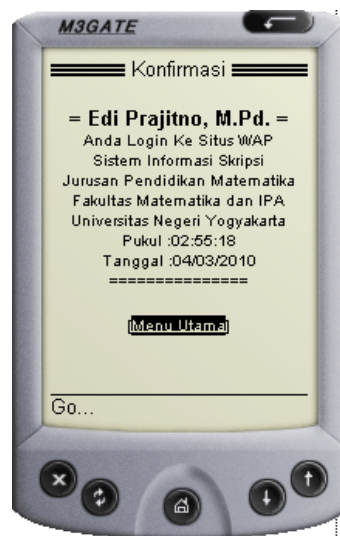 M3GATE
Konfirmasi
= Edi Prajitno, M.Pd. =
Anda Login Ke Situs WAP
Sistem Informasi Skripsi
Jurusan Pendidikan Matematika
Fakultas Matematika dan IPA
Universitas Negeri Yogyakarta
Pukul :02:55:18
Tanggal :04/03/2010
===============
[Menu Utama]
Go...